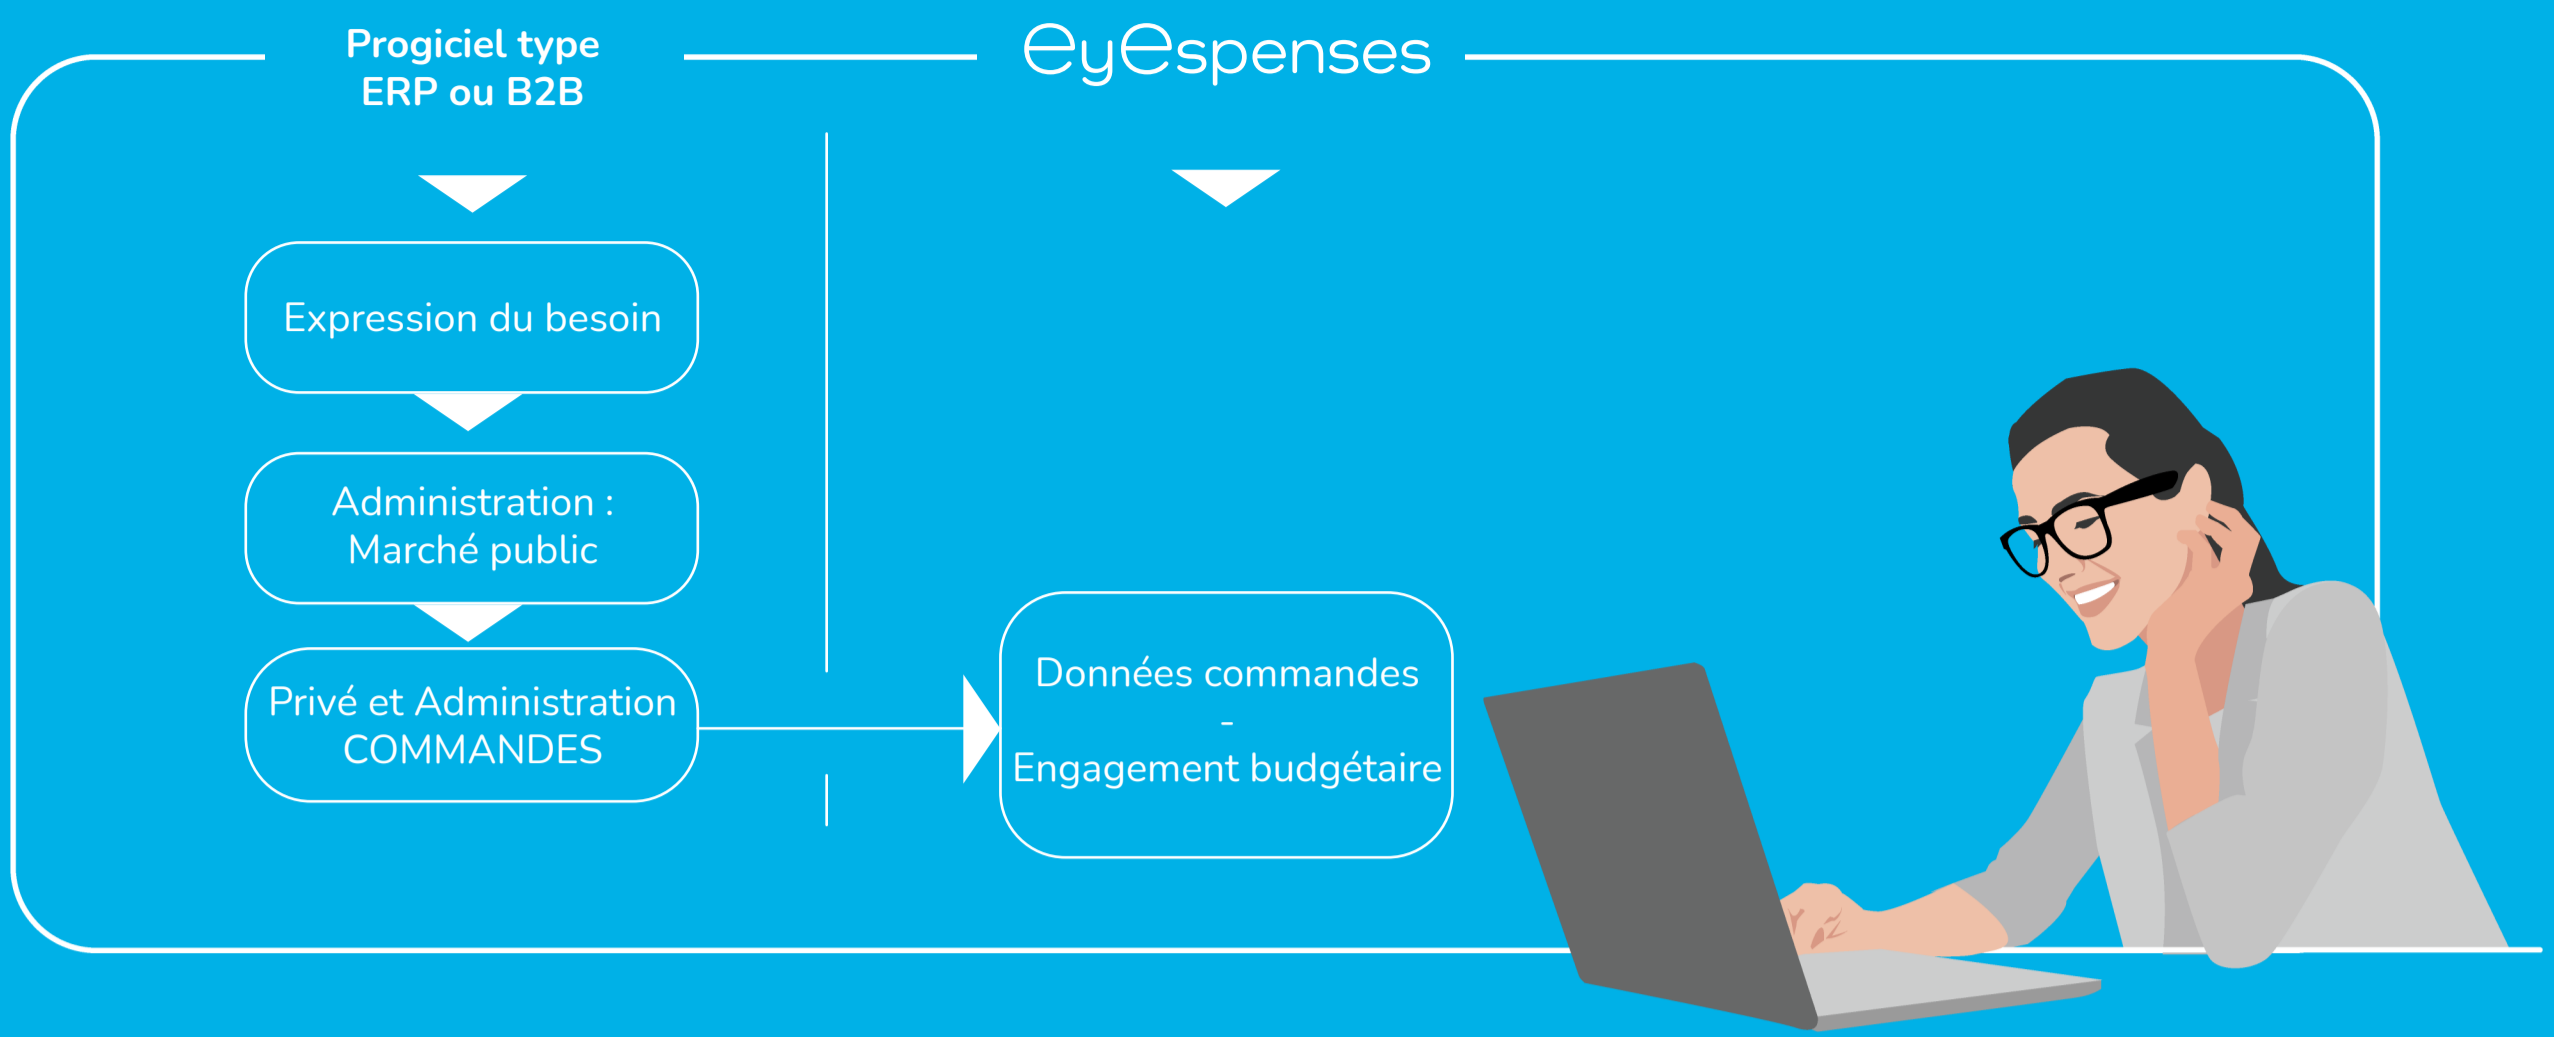 Progiciel type
ERP ou B2B
eyespenses
Expression du besoin
Administration :
Marché public
Privé et Administration
COMMANDES
Données commandes
-
Engagement budgétaire